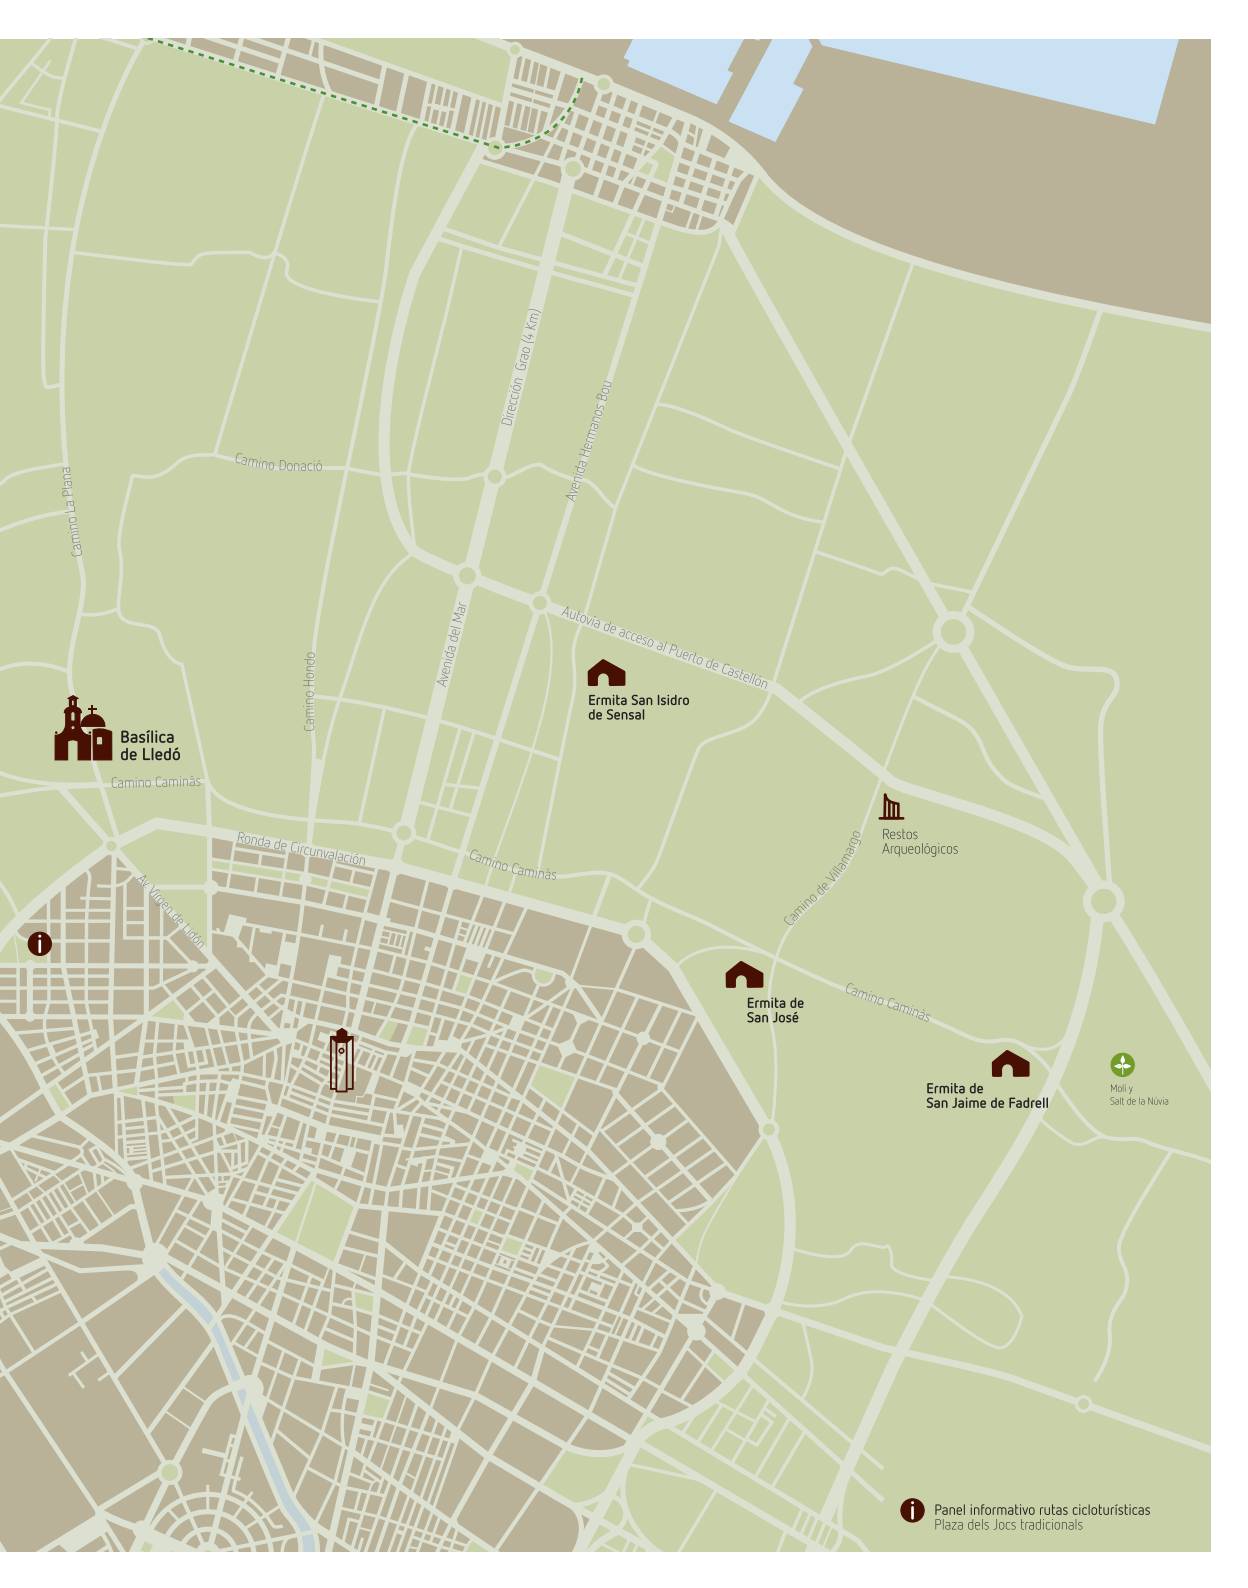 Dirección Grao (4 Km)
Avenida Hermanos Bou
Camino Donació
Camino La Plana
Autovía de acceso al Puerto de Castellón
Avenida del Mar
Camino Hondo
Ermita San Isidro
de Sensal
Basílica
de Lledó
Camino Caminàs
Restos
Arqueológicos
Ronda de Circunvalación
Camino Caminàs
Camino de Villamargo
Av Virgen de Lidón
Ermita de
San José
Camino Caminàs
Ermita de
San Jaime de Fadrell
Molí y
Salt de la Núvia
Panel informativo rutas cicloturísticas
Plaza dels Jocs tradicionals